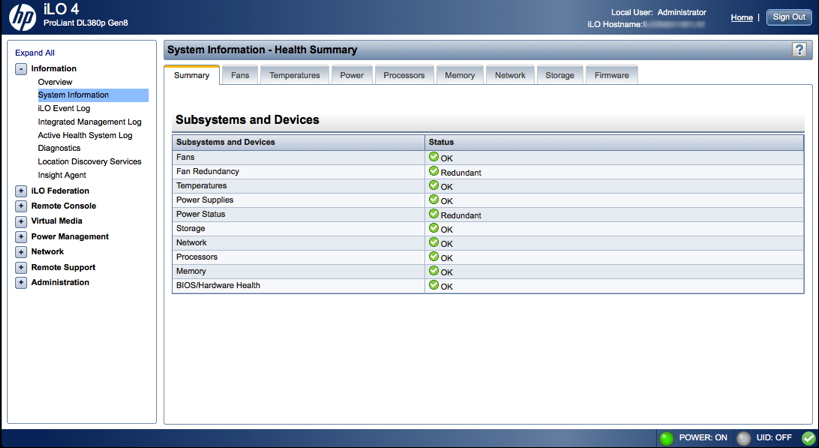 hp
iLO 4
ProLiant DL380p Gen8
Local User: Administrator
iLO Hostname:
Home | Sign Out
Expand All
- Information
Overview
System Information
iLO Event Log
Integrated Management Log
Active Health System Log
Diagnostics
Location Discovery Services
Insight Agent
+ iLO Federation
+ Remote Console
+ Virtual Media
+ Power Management
+ Network
+ Remote Support
+ Administration
System Information - Health Summary ?
Summary Fans Temperatures Power Processors Memory Network Storage Firmware
Subsystems and Devices
Subsystems and Devices Status
Fans OK
Fan Redundancy Redundant
Temperatures OK
Power Supplies OK
Power Status Redundant
Storage OK
Network OK
Processors OK
Memory OK
BIOS/Hardware Health OK
POWER: ON UID: OFF